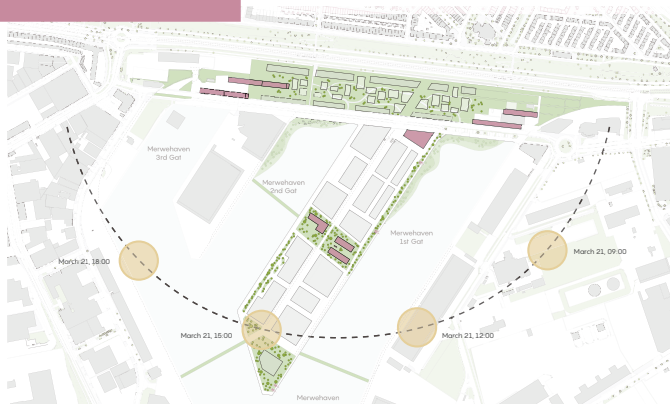 Merwehaven
3rd Gat
Merwehaven
2nd Gat
Merwehaven
1st Gat
March 21, 09:00
March 21, 18:00
March 21, 15:00
March 21, 12:00
Merwehaven